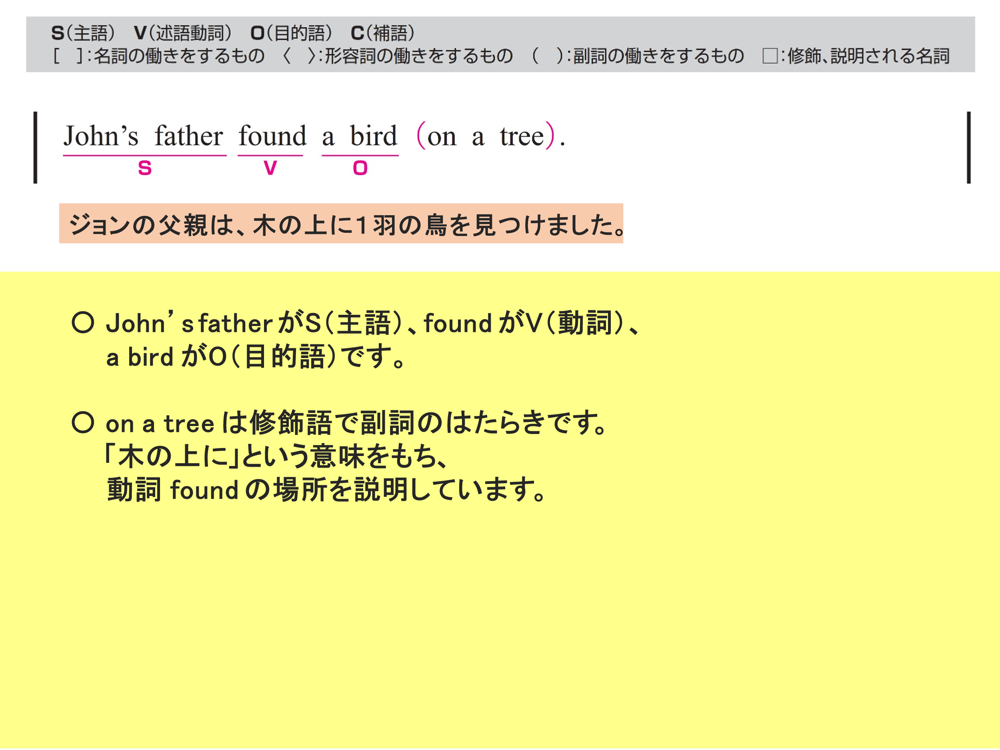 S（主語）　V（述語動詞）　O（目的語）　C（補語）
[　]：名詞の働きをするもの　〈　〉：形容詞の働きをするもの　（　）：副詞の働きをするもの　□：修飾、説明される名詞
John’s father found a bird (on a tree).
S V O
ジョンの父親は、木の上に１羽の鳥を見つけました。
○ John’s father がS（主語）、found がV（動詞）、
a bird がO（目的語）です。
○ on a tree は修飾語で副詞のはたらきです。
「木の上に」という意味をもち、
動詞 found の場所を説明しています。